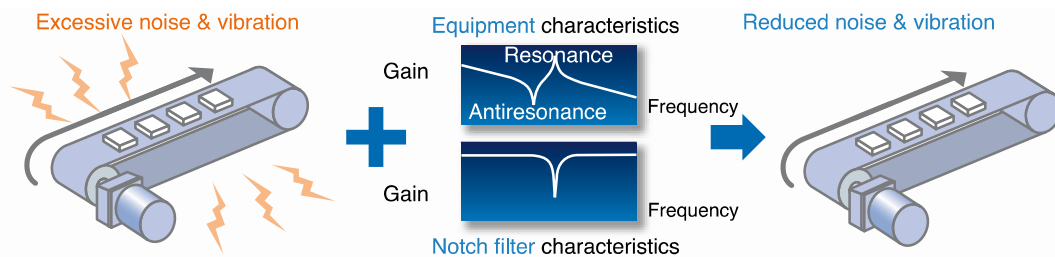 Excessive noise & vibration
Equipment characteristics
Reduced noise & vibration
Gain
Resonance
Antiresonance
Frequency
Gain
Frequency
Notch filter characteristics